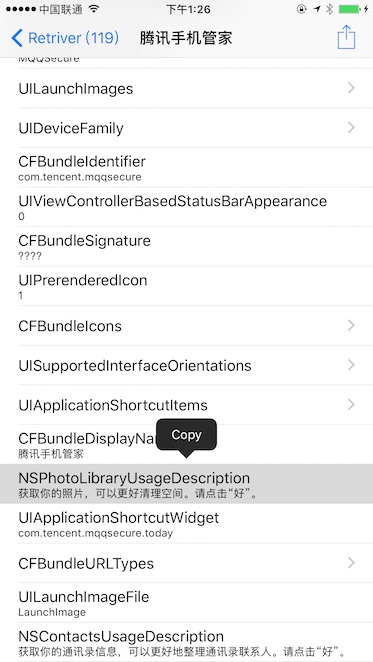 中国联通
下午1:26
Retriver (119)
腾讯手机管家
MQQSecure
UILaunchImages
UIDeviceFamily
CFBundleIdentifier
com.tencent.mqqsecure
UIViewControllerBasedStatusBarAppearance
0
CFBundleSignature
????
UIPrerenderedIcon
1
CFBundleIcons
UISupportedInterfaceOrientations
UIApplicationShortcutItems
Copy
CFBundleDisplayNa
腾讯手机管家
NSPhotoLibraryUsageDescription
获取你的照片，可以更好清理空间。请点击“好”。
UIApplicationShortcutWidget
com.tencent.mqqsecure.today
CFBundleURLTypes
UILaunchImageFile
LaunchImage
NSContactsUsageDescription
获取你的通讯录信息，可以更好地整理通讯录联系人。请点击“好”。